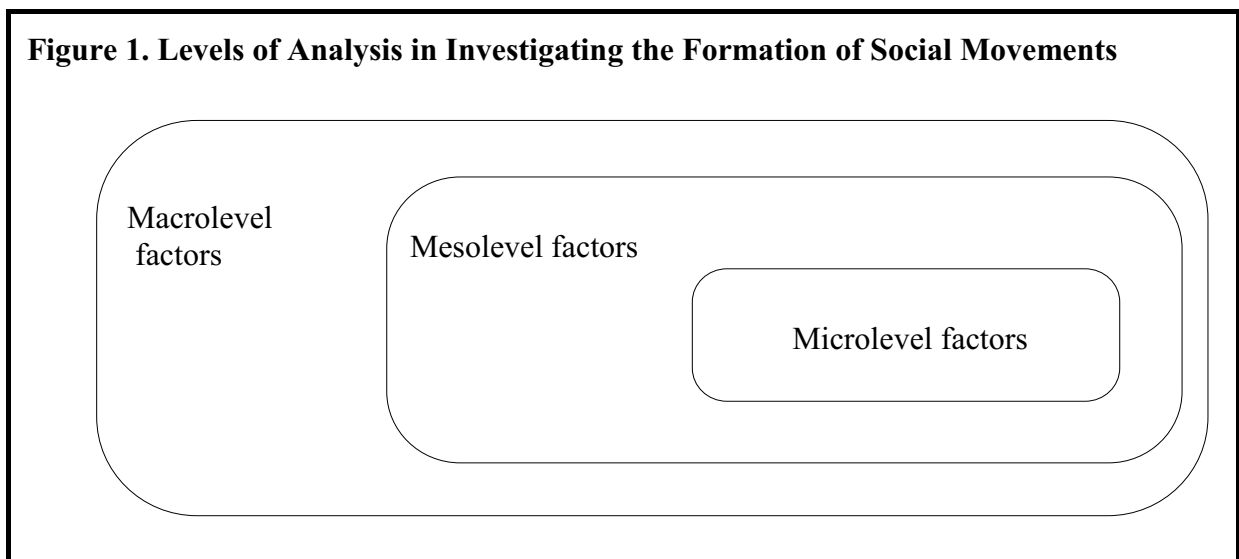 Figure 1. Levels of Analysis in Investigating the Formation of Social Movements
Macrolevel
factors
Mesolevel factors
Microlevel factors